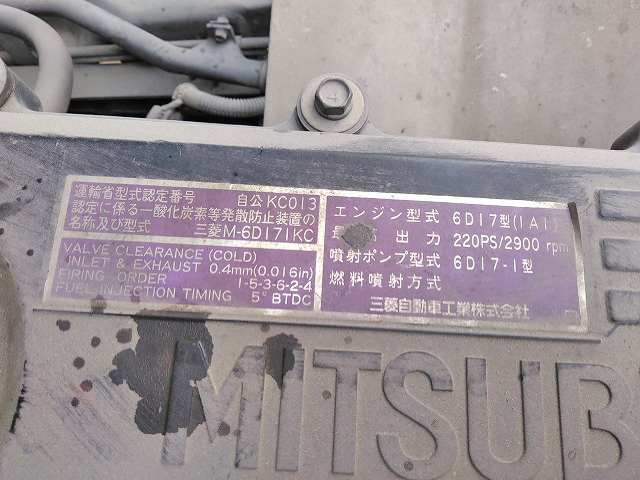 運輸省型式認定番号 自公KC013
認定に係る一酸化炭素等発散防止装置の
名称及び型式 三菱M-6D171KC
VALVE CLEARANCE (COLD)
INLET & EXHAUST 0.4mm(0.016in)
FIRING ORDER 1-5-3-6-2-4
FUEL INJECTION TIMING 5° BTDC
エンジン型式 6D17型(1A1)
最 出力 220PS/2900 rpm
噴射ポンプ型式 6D17-1型
燃料噴射方式
三菱自動車工業株式会社
MITSUB